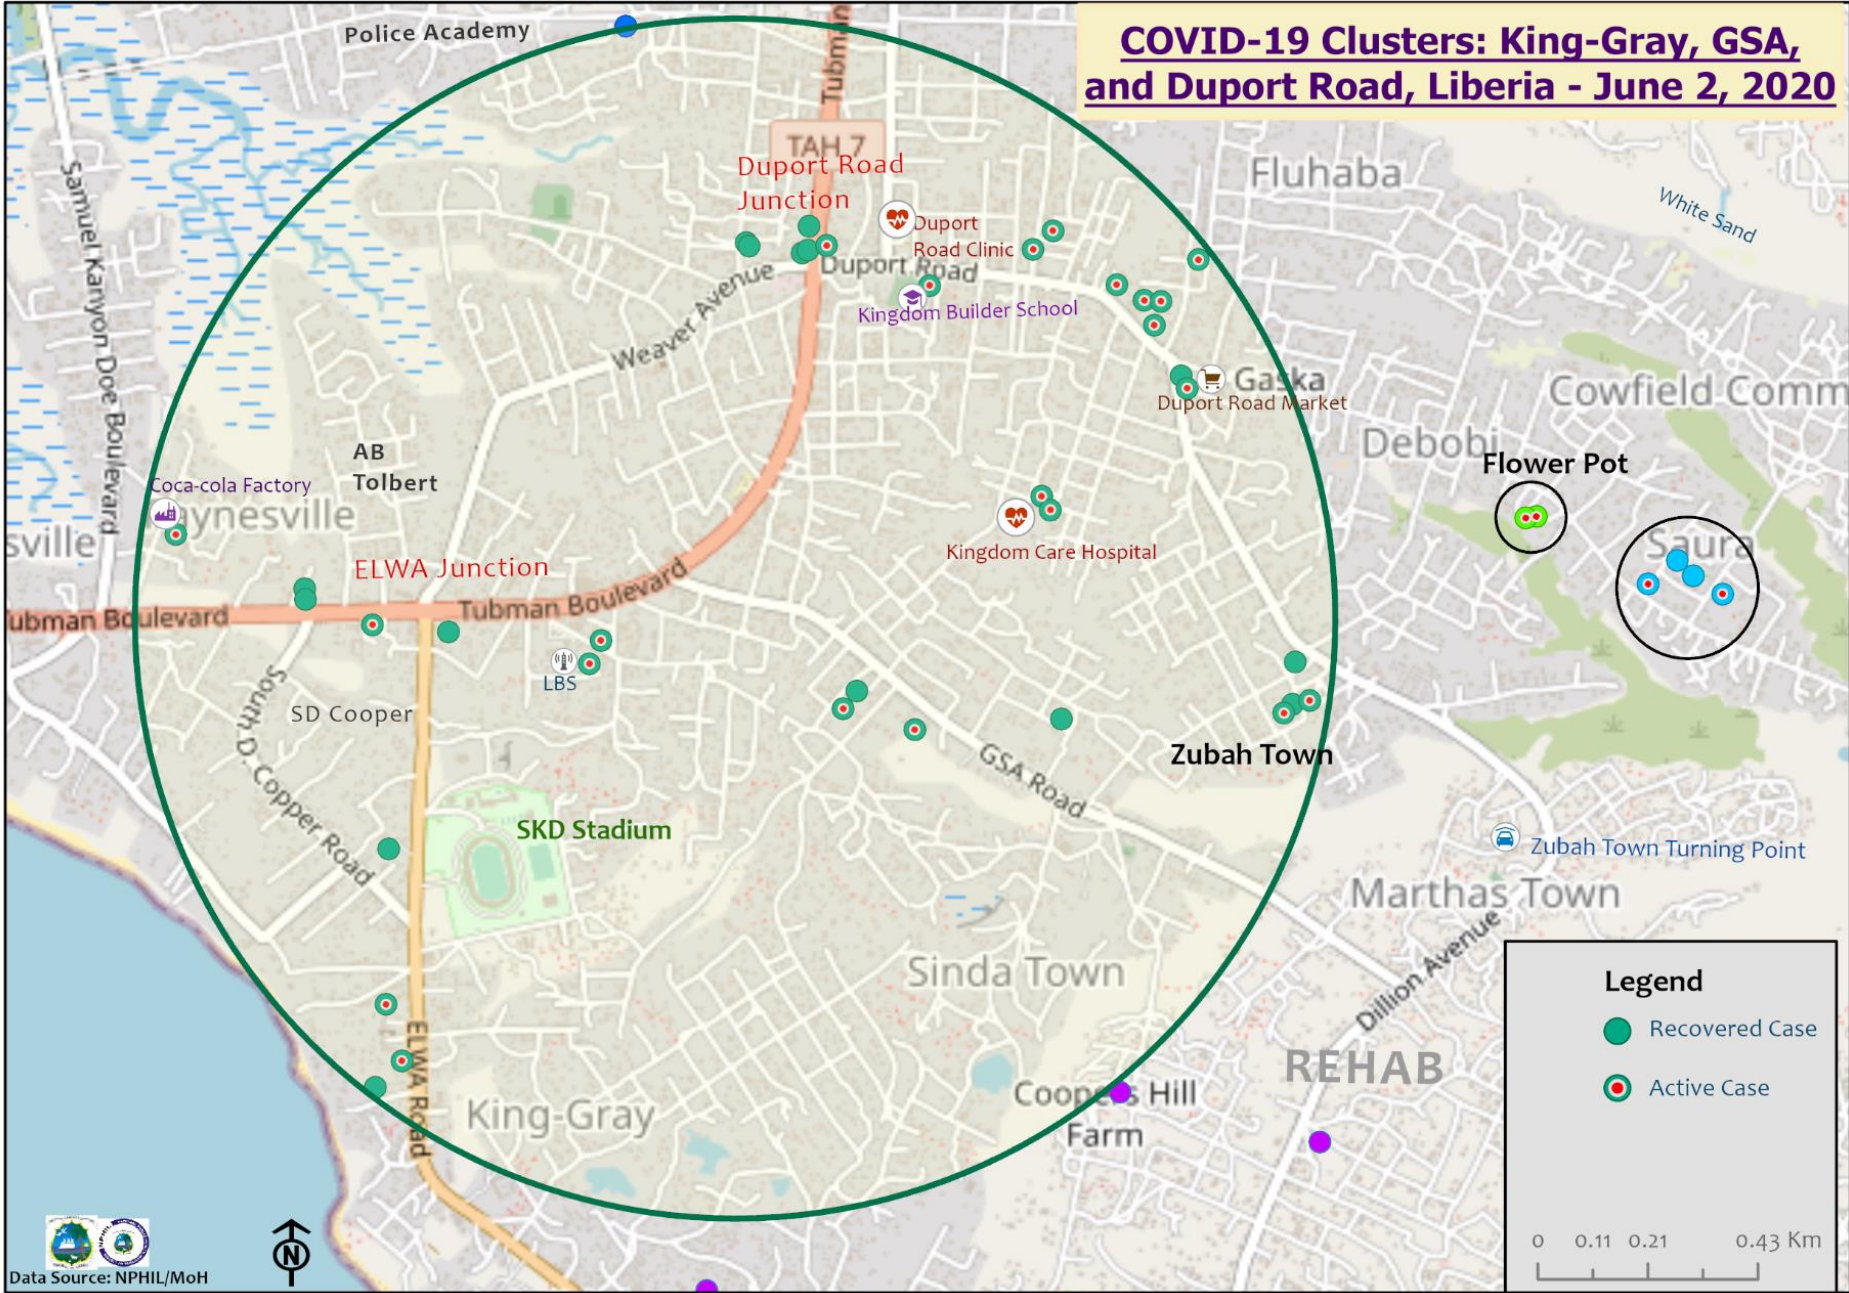 COVID-19 Clusters: King-Gray, GSA,
and Duport Road, Liberia - June 2, 2020
Police Academy
Tubman
TAH 7
Duport Road
Junction
Duport
Road Clinic
Duport Road
Kingdom Builder School
Weaver Avenue
Fluhaba
White Sand
Samuel Kanyon Doe Boulevard
Gaska
Duport Road Market
Cowfield Comm
Debobi
Flower Pot
Saura
AB
Tolbert
Coca-cola Factory
aynesville
sville
Kingdom Care Hospital
ELWA Junction
Tubman Boulevard
ubman Boulevard
LBS
SD Cooper
South D. Copper Road
GSA Road
Zubah Town
SKD Stadium
Zubah Town Turning Point
Marthas Town
Dillion Avenue
Sinda Town
REHAB
Coopers Hill
Farm
King-Gray
ELWA Road
Legend
Recovered Case
Active Case
0 0.11 0.21 0.43 Km
N
Data Source: NPHIL/MoH